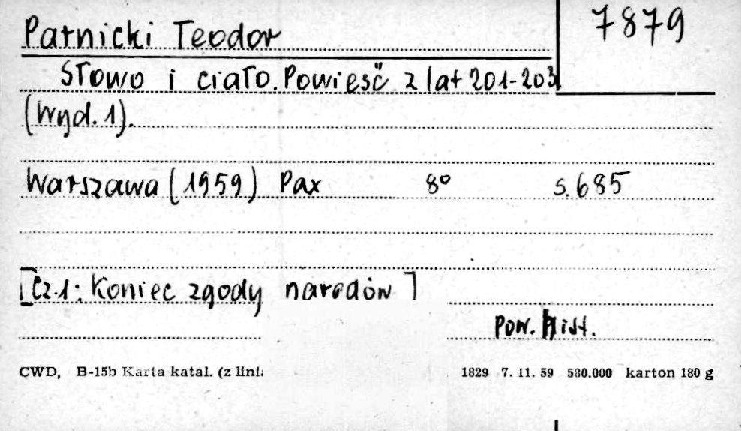 7879
Parnicki Teodor
Słowo i ciało. Powieść z lat 201-203
(Wyd. 1).
Warszawa (1959) Pax 8° s. 685
[Cz. 1: Koniec zgody narodów]
Pow. hist.
CWD, B-15b Karta katal. (z lini
1829 7. 11. 59 580.000 karton 180 g